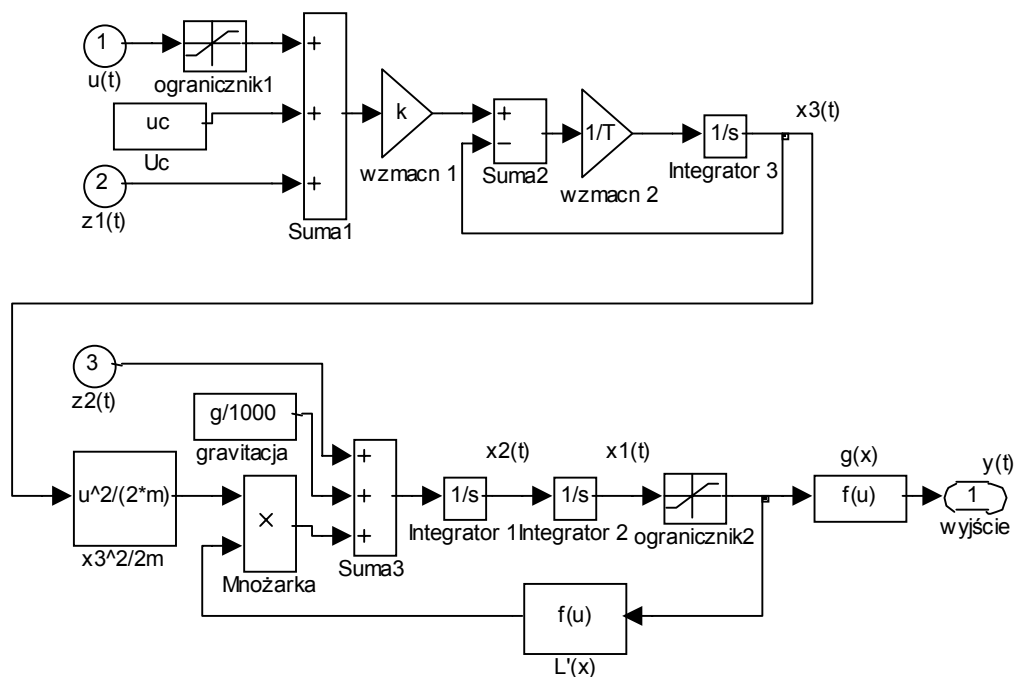 1
u(t)
ogranicznik1
uc
Uc
2
z1(t)
+
+
+
Suma1
k
wzmacn 1
+
−
Suma2
1/T
wzmacn 2
1/s
Integrator 3
x3(t)
3
z2(t)
g/1000
gravitacja
u^2/(2*m)
x3^2/2m
×
Mnożarka
+
+
+
Suma3
1/s
Integrator 1
x2(t)
1/s
Integrator 2
x1(t)
ogranicznik2
g(x)
f(u)
y(t)
1
wyjście
f(u)
L'(x)